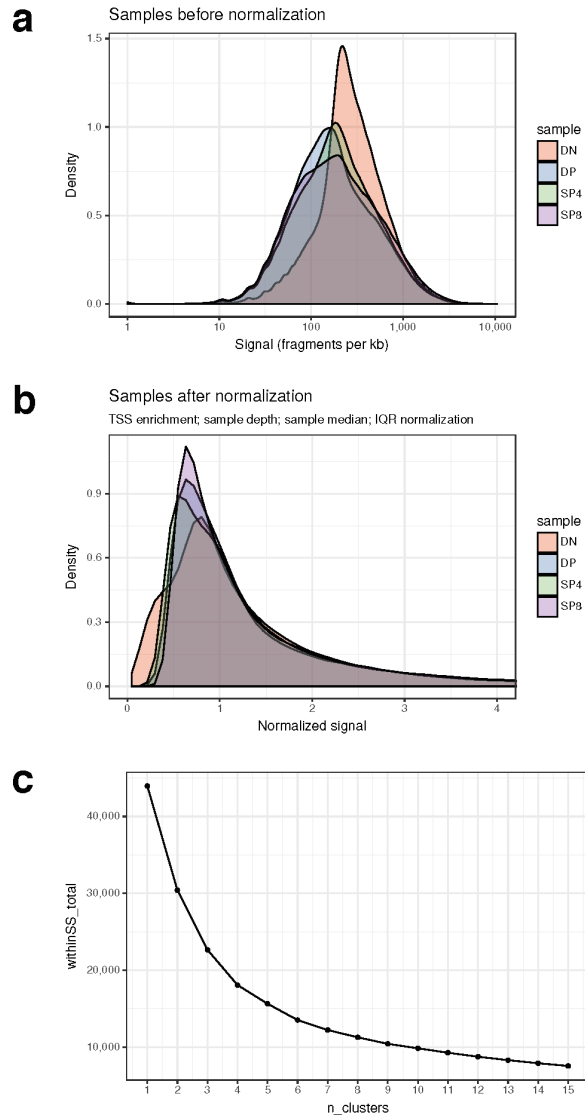 a
Samples before normalization
1.5
1.0
0.5
0.0
Density
1
10
100
1,000
10,000
Signal (fragments per kb)
sample
DN
DP
SP4
SP8
b
Samples after normalization
TSS enrichment; sample depth; sample median; IQR normalization
0.9
0.6
0.3
0.0
Density
0
1
2
3
4
Normalized signal
sample
DN
DP
SP4
SP8
c
40,000
30,000
20,000
10,000
withinSS_total
1 2 3 4 5 6 7 8 9 10 11 12 13 14 15
n_clusters